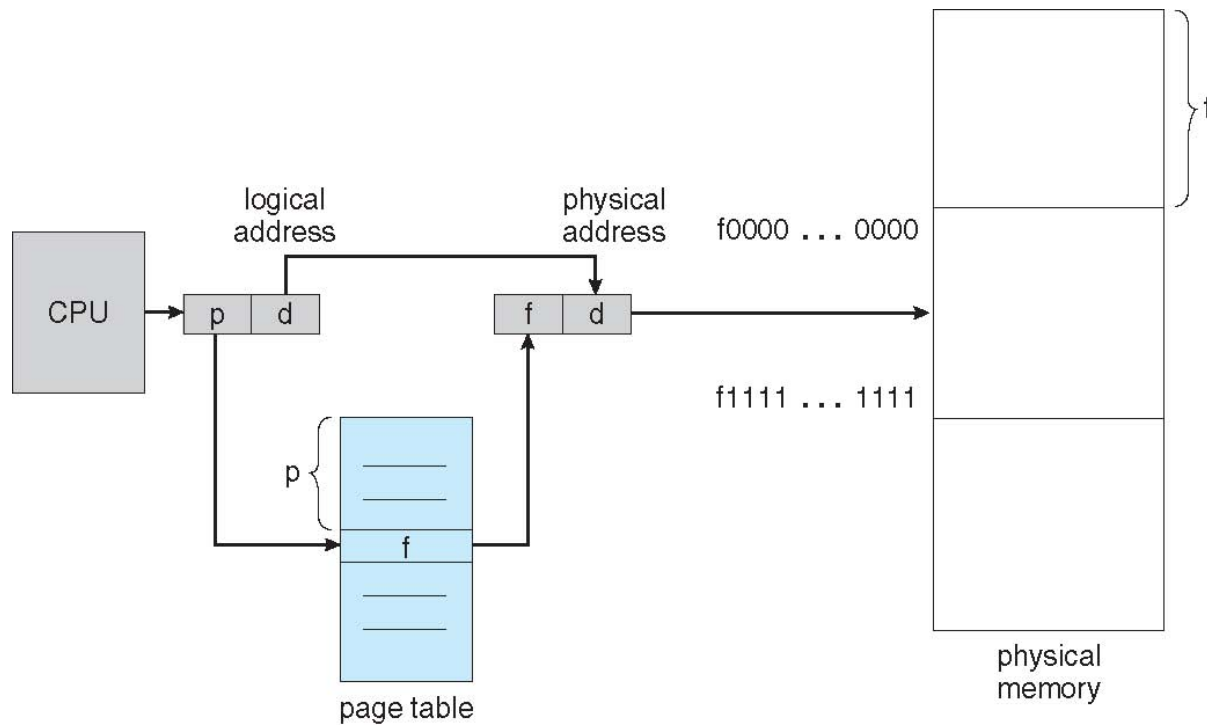 CPU
logical
address
p d
physical
address
f d
f0000 ... 0000
f1111 ... 1111
f
p
f
page table
physical
memory